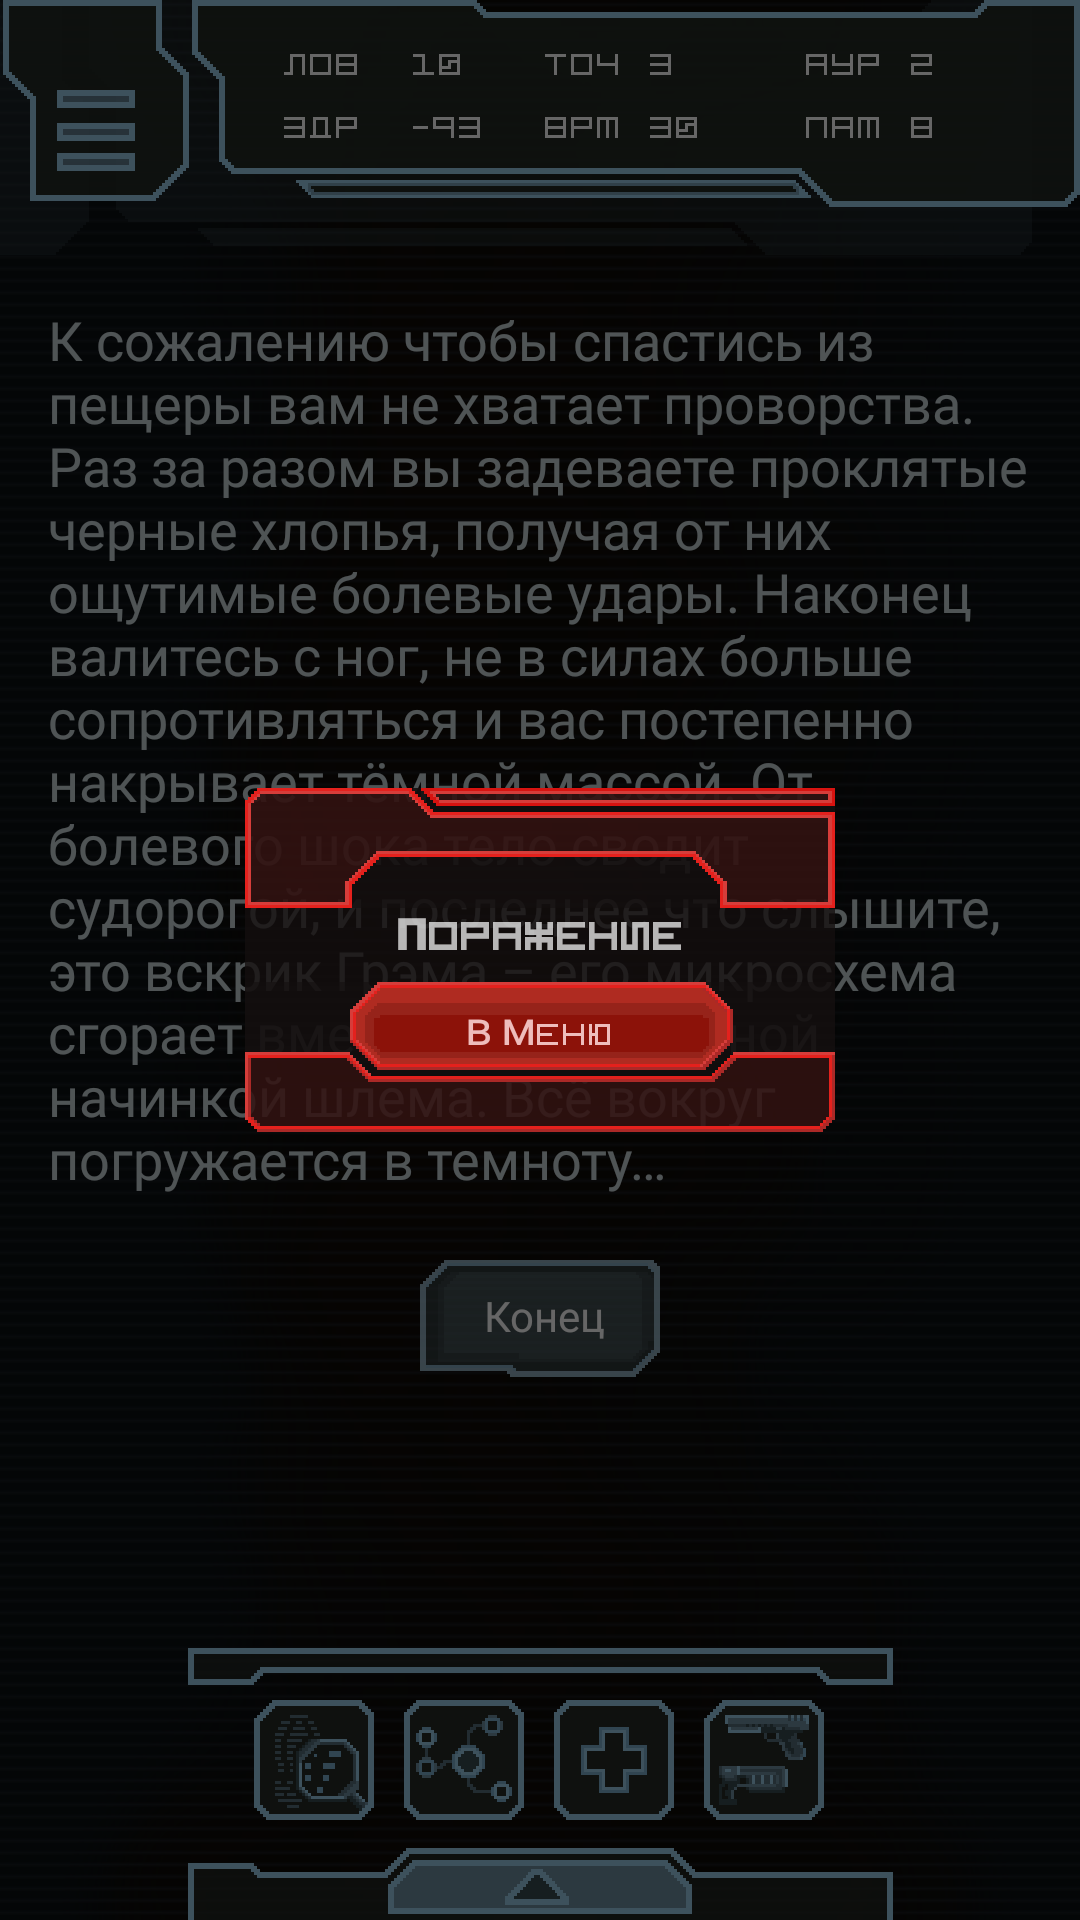 ЛОВ 10 ТОЧ 3 АУР 2
ЗДР -93 ВРМ 30 ПАМ 8
К сожалению чтобы спастись из
пещеры вам не хватает проворства.
Раз за разом вы задеваете проклятые
черные хлопья, получая от них
ощутимые болевые удары. Наконец
валитесь с ног, не в силах больше
сопротивляться и вас постепенно
накрывает тёмной массой. От
болевого шока тело сводит
судорогой, и последнее что слышите,
это вскрик Грэма – его микросхема
сгорает вме ной
начинкой шлема. Всё вокруг
погружается в темноту...
Поражение
В Меню
Конец